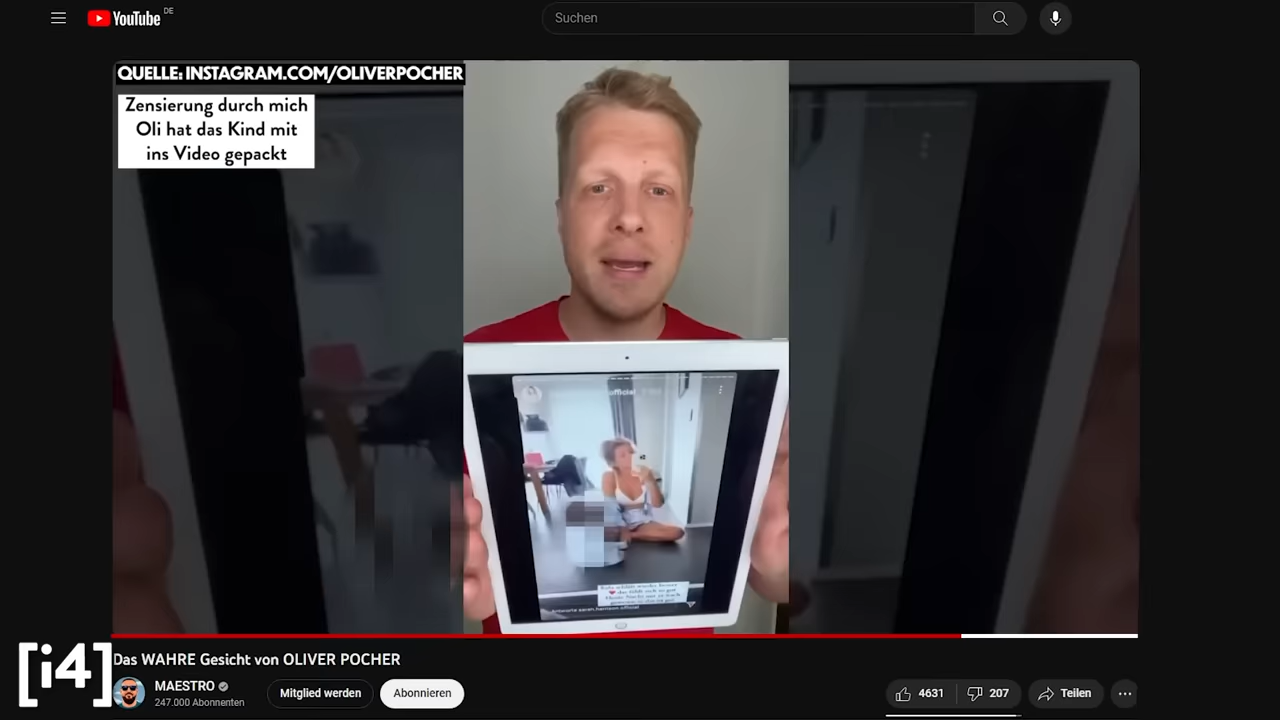 YouTube DE
Suchen
QUELLE: INSTAGRAM.COM/OLIVERPOCHER
Zensierung durch mich
Oli hat das Kind mit
ins Video gepackt
official
[i4]
Das WAHRE Gesicht von OLIVER POCHER
MAESTRO
247.000 Abonnenten
Mitglied werden
Abonnieren
4631
207
Teilen